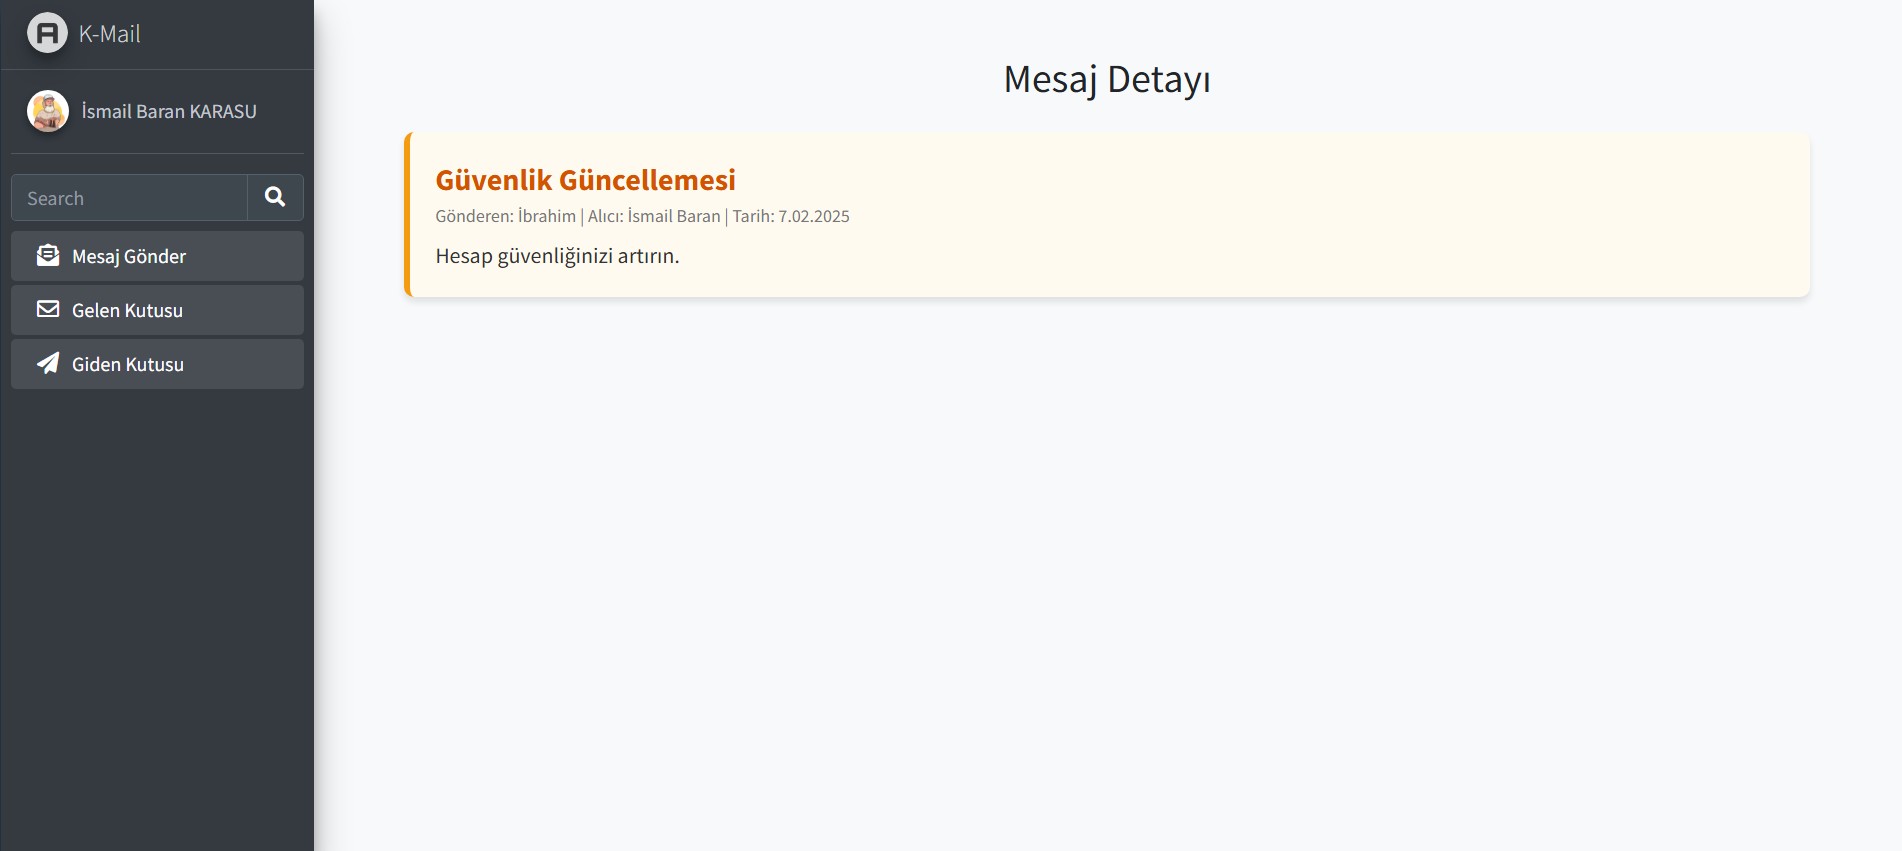 K-Mail
İsmail Baran KARASU
Search
Mesaj Gönder
Gelen Kutusu
Giden Kutusu
Mesaj Detayı
Güvenlik Güncellemesi
Gönderen: İbrahim | Alıcı: İsmail Baran | Tarih: 7.02.2025
Hesap güvenliğinizi artırın.